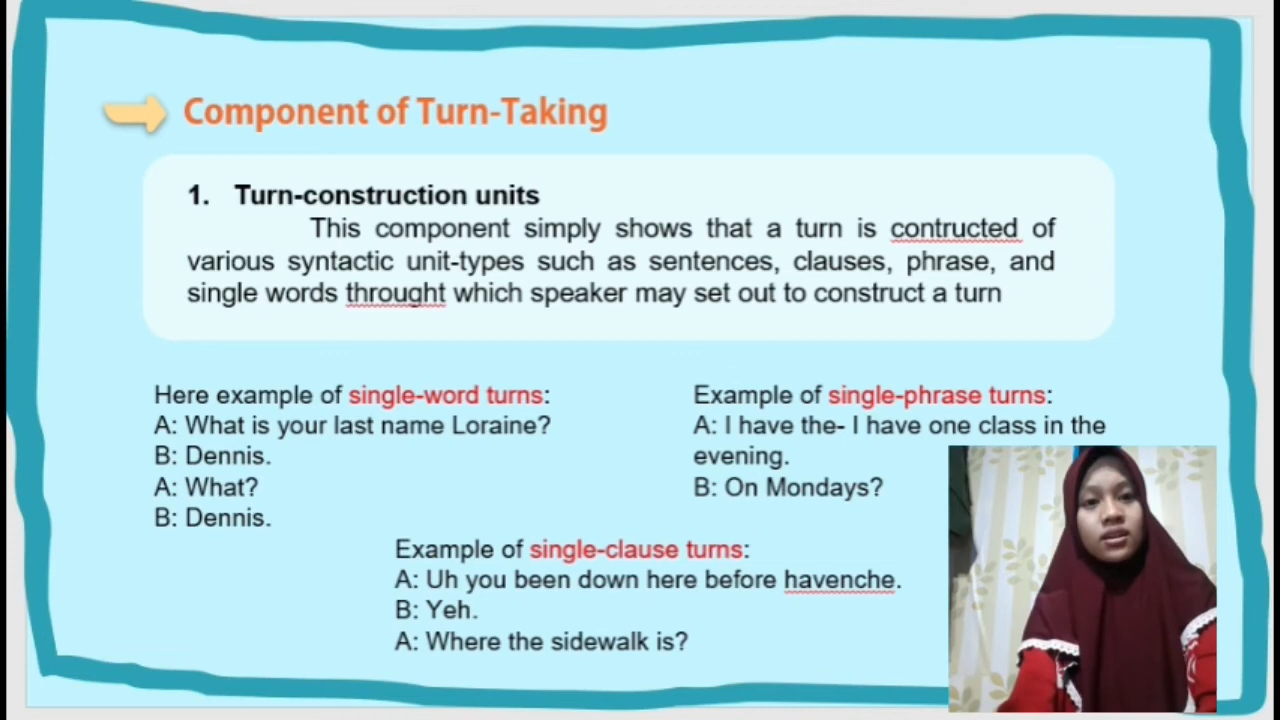 Component of Turn-Taking
1. Turn-construction units
This component simply shows that a turn is contructed of
various syntactic unit-types such as sentences, clauses, phrase, and
single words throught which speaker may set out to construct a turn
Here example of single-word turns:
A: What is your last name Loraine?
B: Dennis.
A: What?
B: Dennis.
Example of single-phrase turns:
A: I have the- I have one class in the
evening.
B: On Mondays?
Example of single-clause turns:
A: Uh you been down here before havenche.
B: Yeh.
A: Where the sidewalk is?